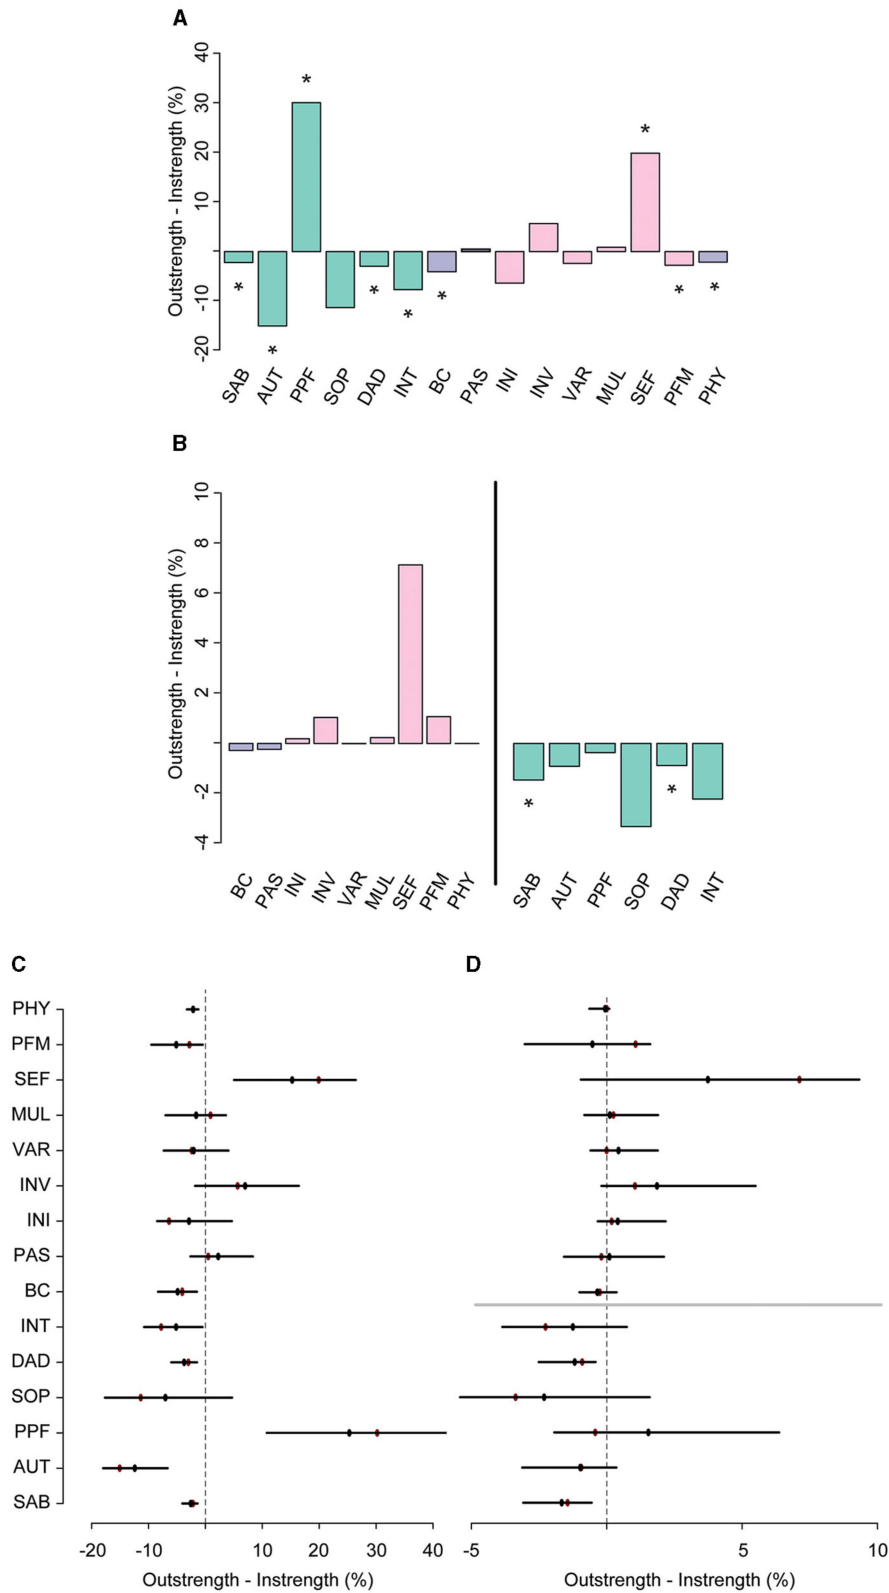 A
Outstrength - Instrength (%)
40
30
20
10
-10
-20
*
*
*
*
*
*
*
*
*
SAB AUT PPF SOP DAD INT BC PAS INI INV VAR MUL SEF PFM PHY
B
Outstrength - Instrength (%)
10
8
6
4
2
-2
-4
*
*
BC PAS INI INV VAR MUL SEF PFM PHY SAB AUT PPF SOP DAD INT
C D
PHY
PFM
SEF
MUL
VAR
INV
INI
PAS
BC
INT
DAD
SOP
PPF
AUT
SAB
-20 -10 10 20 30 40 -5 5 10
Outstrength - Instrength (%) Outstrength - Instrength (%)